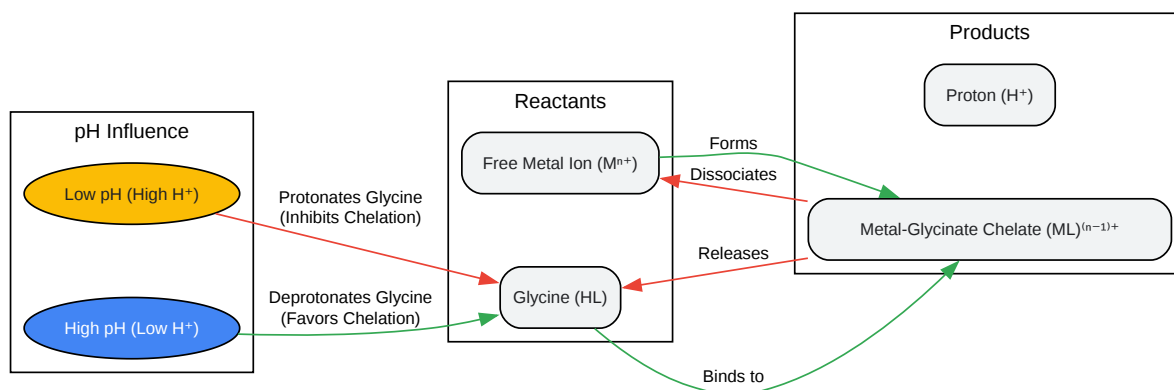 Products
Proton (H⁺)
Reactants
pH Influence
Free Metal Ion (Mⁿ⁺)
Forms
Dissociates
Low pH (High H⁺)
Protonates Glycine
(Inhibits Chelation)
Metal-Glycinate Chelate (ML)⁽ⁿ⁻¹⁾⁺
Releases
Deprotonates Glycine
(Favors Chelation)
Glycine (HL)
High pH (Low H⁺)
Binds to